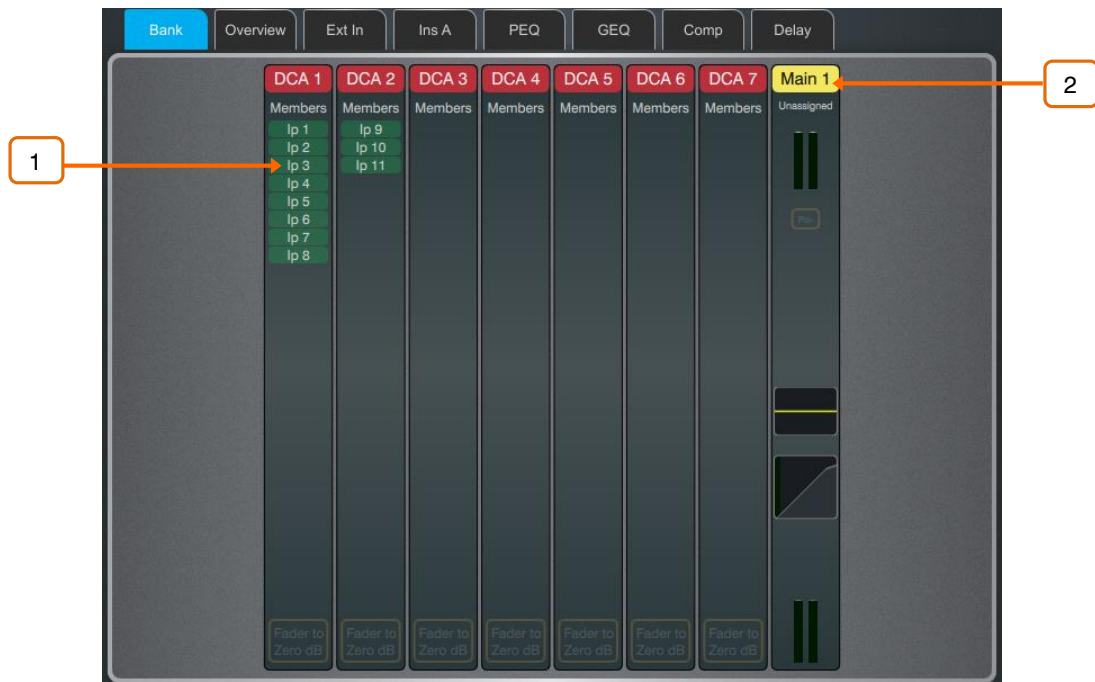 Bank
Overview
Ext In
Ins A
PEQ
GEQ
Comp
Delay
DCA 1
DCA 2
DCA 3
DCA 4
DCA 5
DCA 6
DCA 7
Main 1
2
Members
Members
Members
Members
Members
Members
Members
Unassigned
Ip 1
Ip 2
Ip 3
Ip 4
Ip 5
Ip 6
Ip 7
Ip 8
Ip 9
Ip 10
Ip 11
1
Fader to
Zero dB
Fader to
Zero dB
Fader to
Zero dB
Fader to
Zero dB
Fader to
Zero dB
Fader to
Zero dB
Fader to
Zero dB